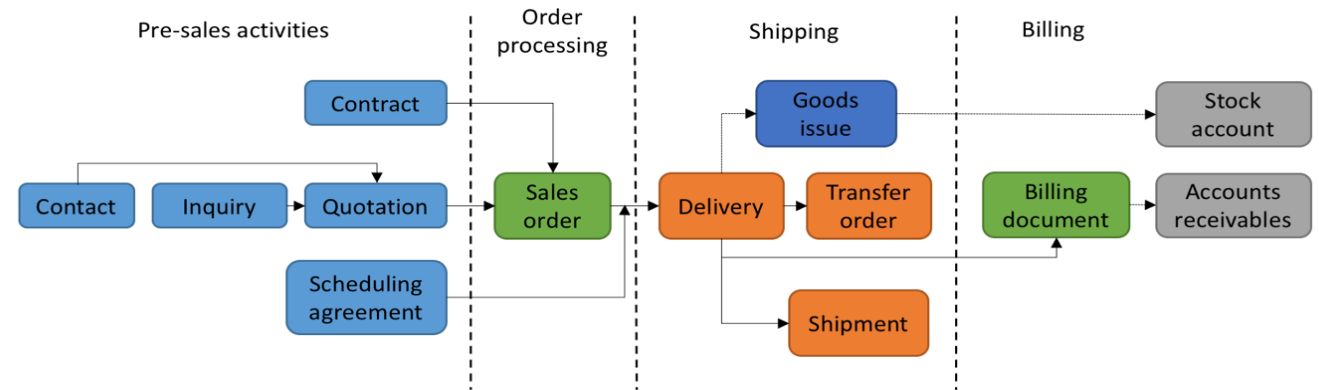 Pre-sales activities
Order
processing
Shipping
Billing
Contract
Goods
issue
Stock
account
Contact
Inquiry
Quotation
Sales
order
Delivery
Transfer
order
Billing
document
Accounts
receivables
Scheduling
agreement
Shipment